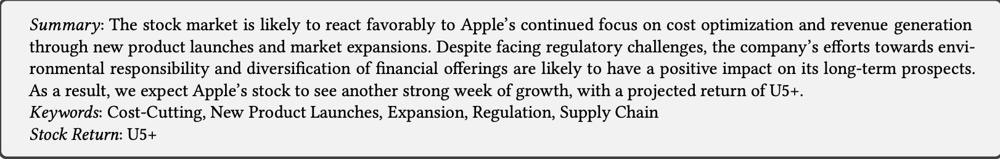 Summary: The stock market is likely to react favorably to Apple’s continued focus on cost optimization and revenue generation
through new product launches and market expansions. Despite facing regulatory challenges, the company’s efforts towards envi-
ronmental responsibility and diversification of financial offerings are likely to have a positive impact on its long-term prospects.
As a result, we expect Apple’s stock to see another strong week of growth, with a projected return of U5+.
Keywords: Cost-Cutting, New Product Launches, Expansion, Regulation, Supply Chain
Stock Return: U5+